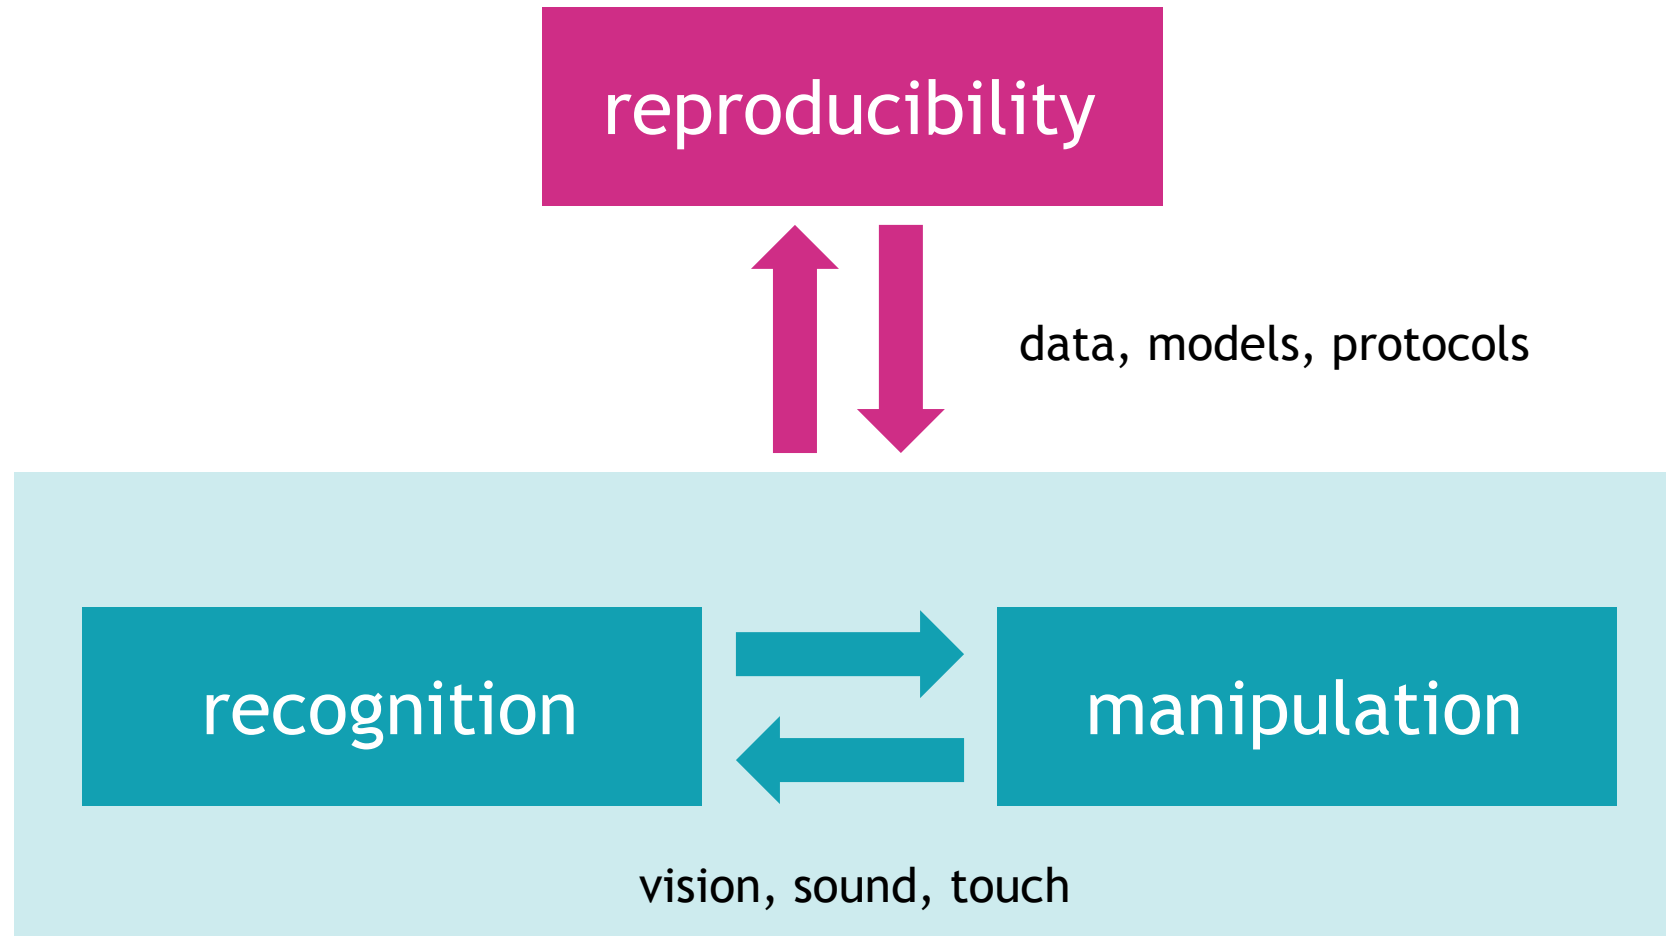 reproducibility
data, models, protocols
recognition
manipulation
vision, sound, touch